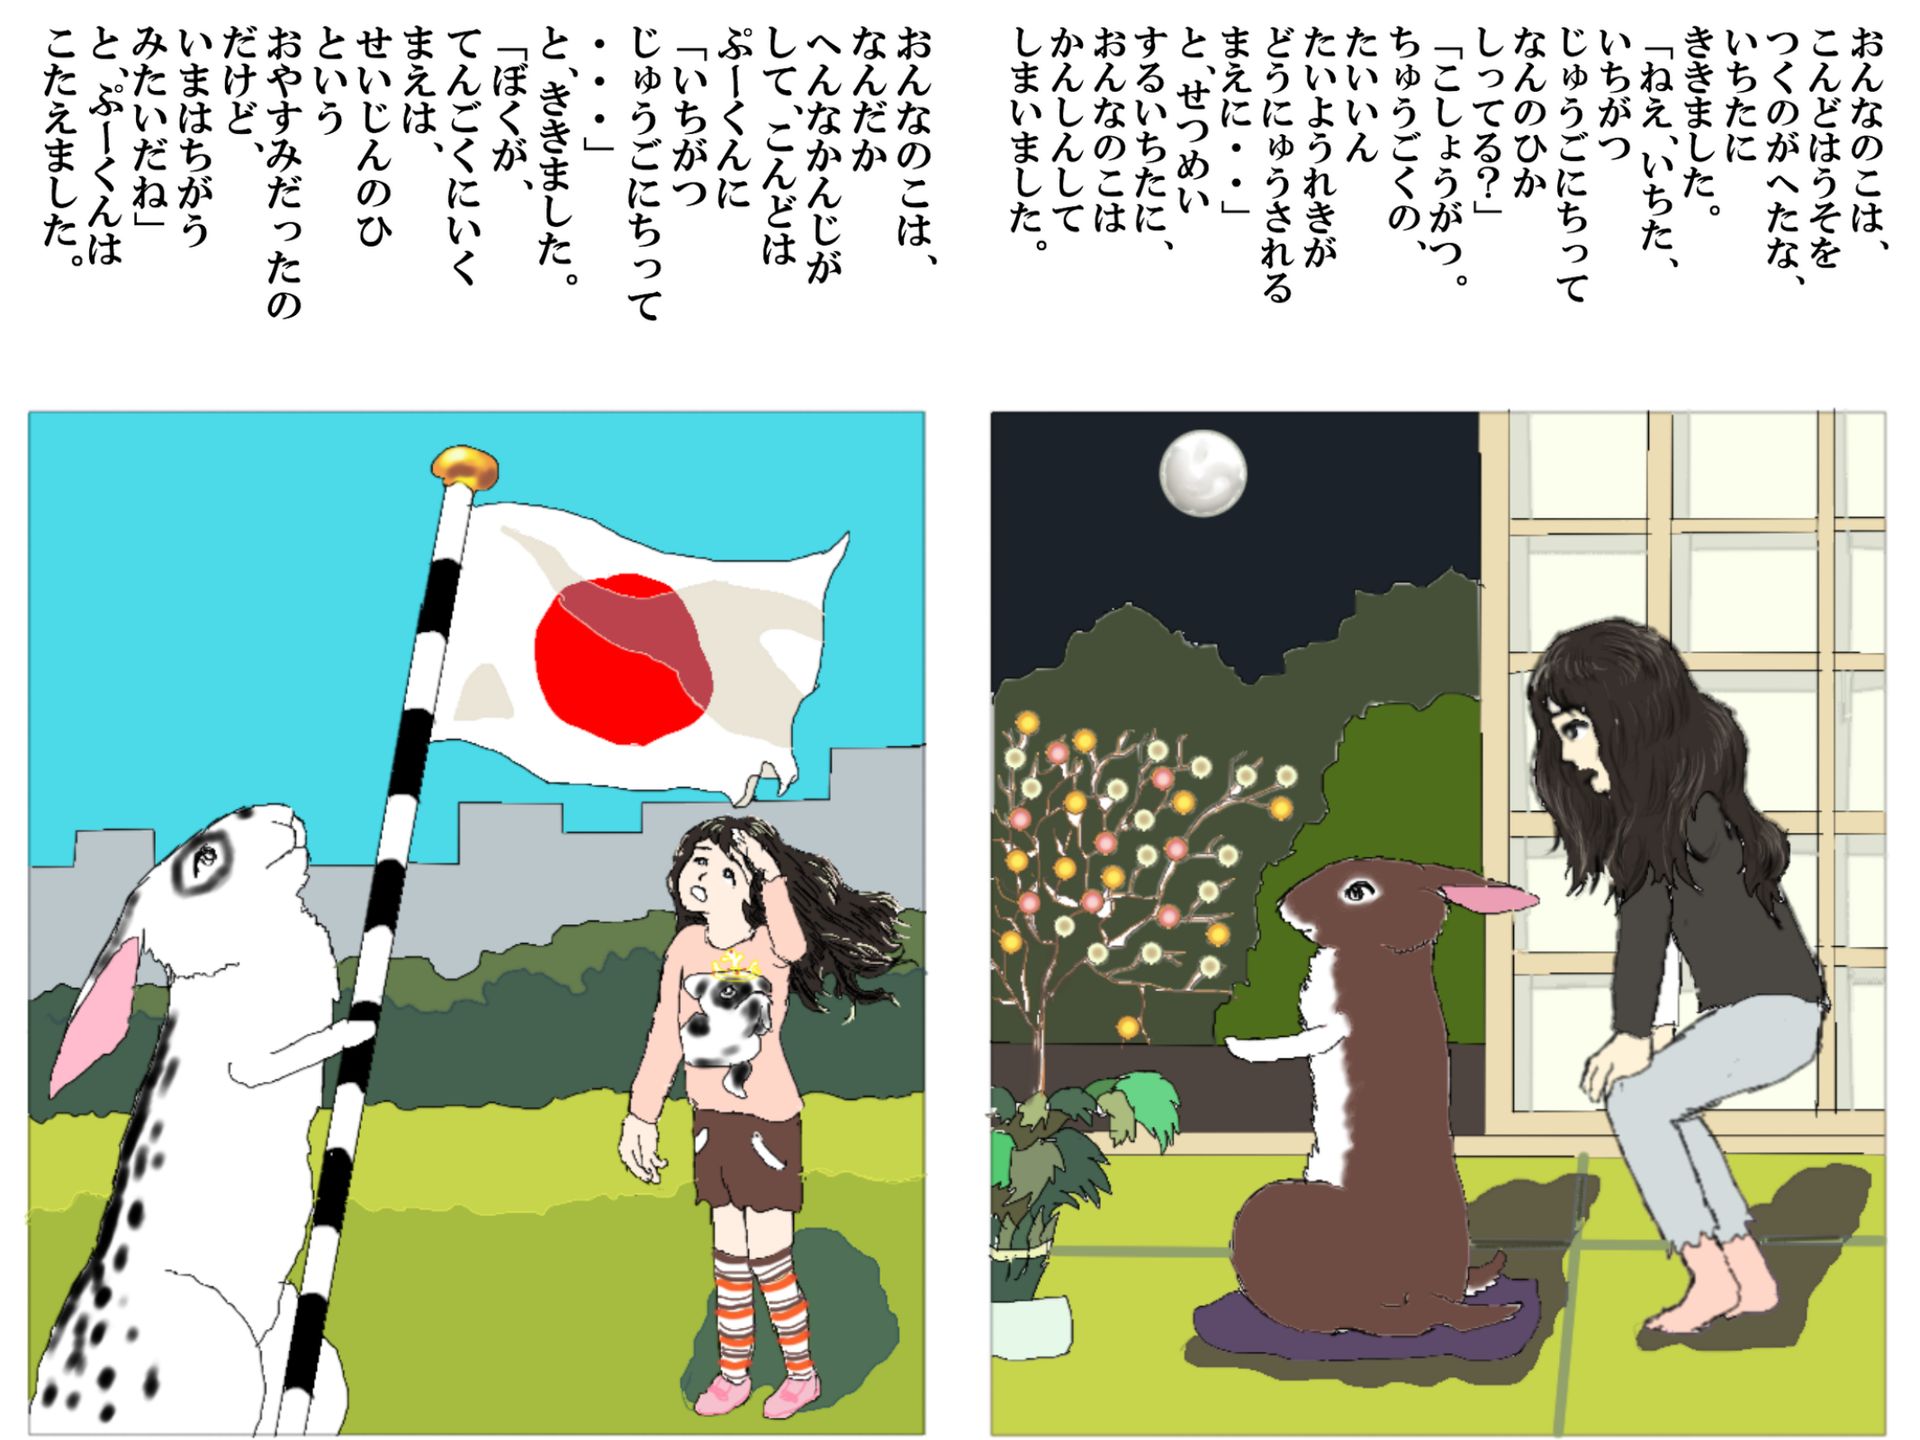 おんなのこは、
こんどはうそを
つくのがへたな、
いちたに
ききました。
「ねえ、いちた、
いちがつ
じゅうごにちって
なんのひか
しってる?」
「こしょうがつ。
ちゅうごくの、
たいいん
たいようれきが
どうにゅうされる
まえに・・」
と、せつめい
するいちたに、
おんなのこは
かんしんして
しまいました。
おんなのこは、
なんだか
へんなかんじが
して、こんどは
ぷーくんに
「いちがつ
じゅうごにちって
・・・」
と、ききました。
「ぼくが、
てんごくにいく
まえは、
せいじんのひ
という
おやすみだったの
だけど、
いまはちがう
みたいだね」
と、ぷーくんは
こたえました。